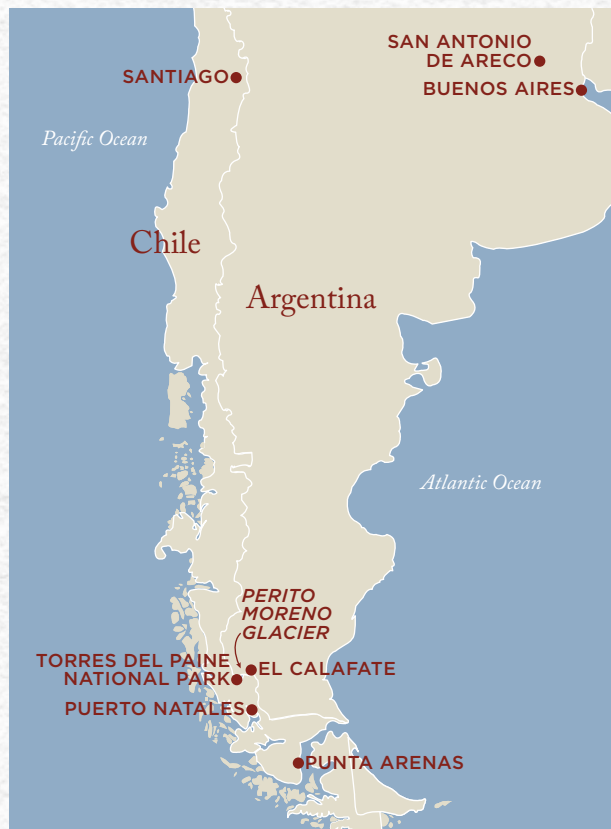 SAN ANTONIO
DE ARECO
SANTIAGO
BUENOS AIRES
Pacific Ocean
Chile
Argentina
Atlantic Ocean
PERITO
MORENO
GLACIER
TORRES DEL PAINE
NATIONAL PARK
EL CALAFATE
PUERTO NATALES
PUNTA ARENAS